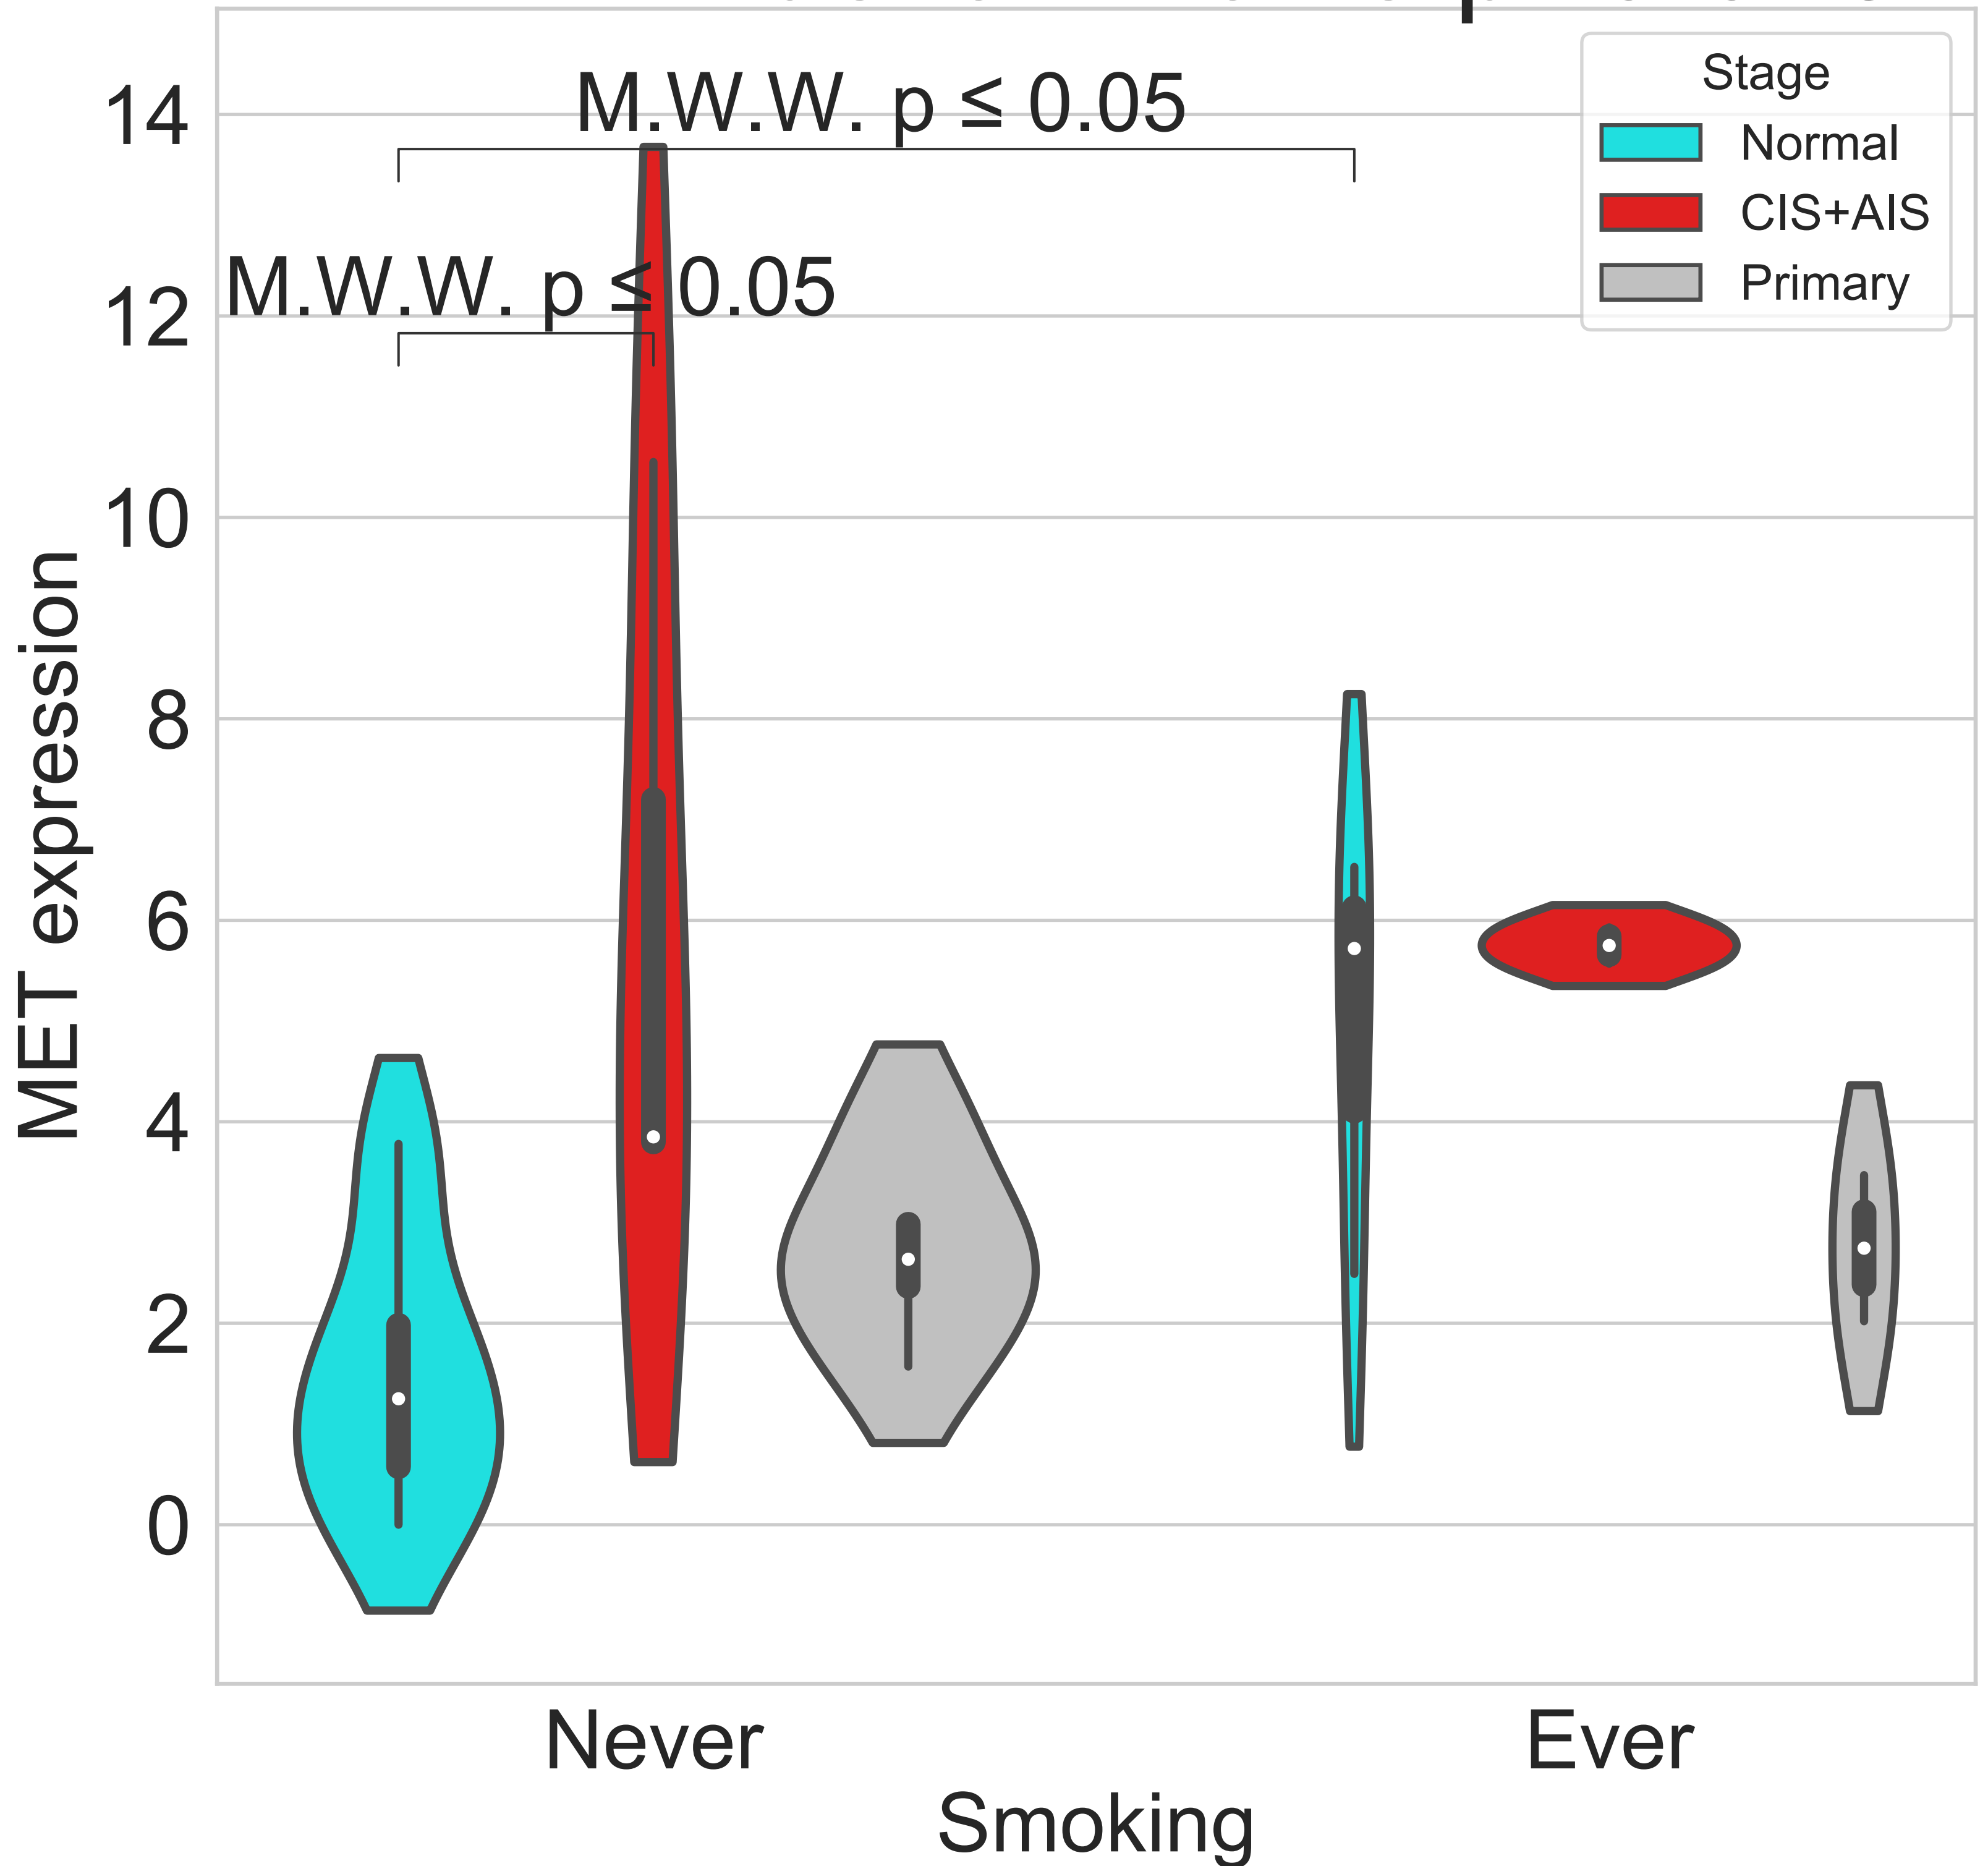 M.W.W. p ≤ 0.05
M.W.W. p ≤ 0.05
Stage
Normal
CIS+AIS
Primary
MET expression
14
12
10
8
6
4
2
0
Never
Ever
Smoking